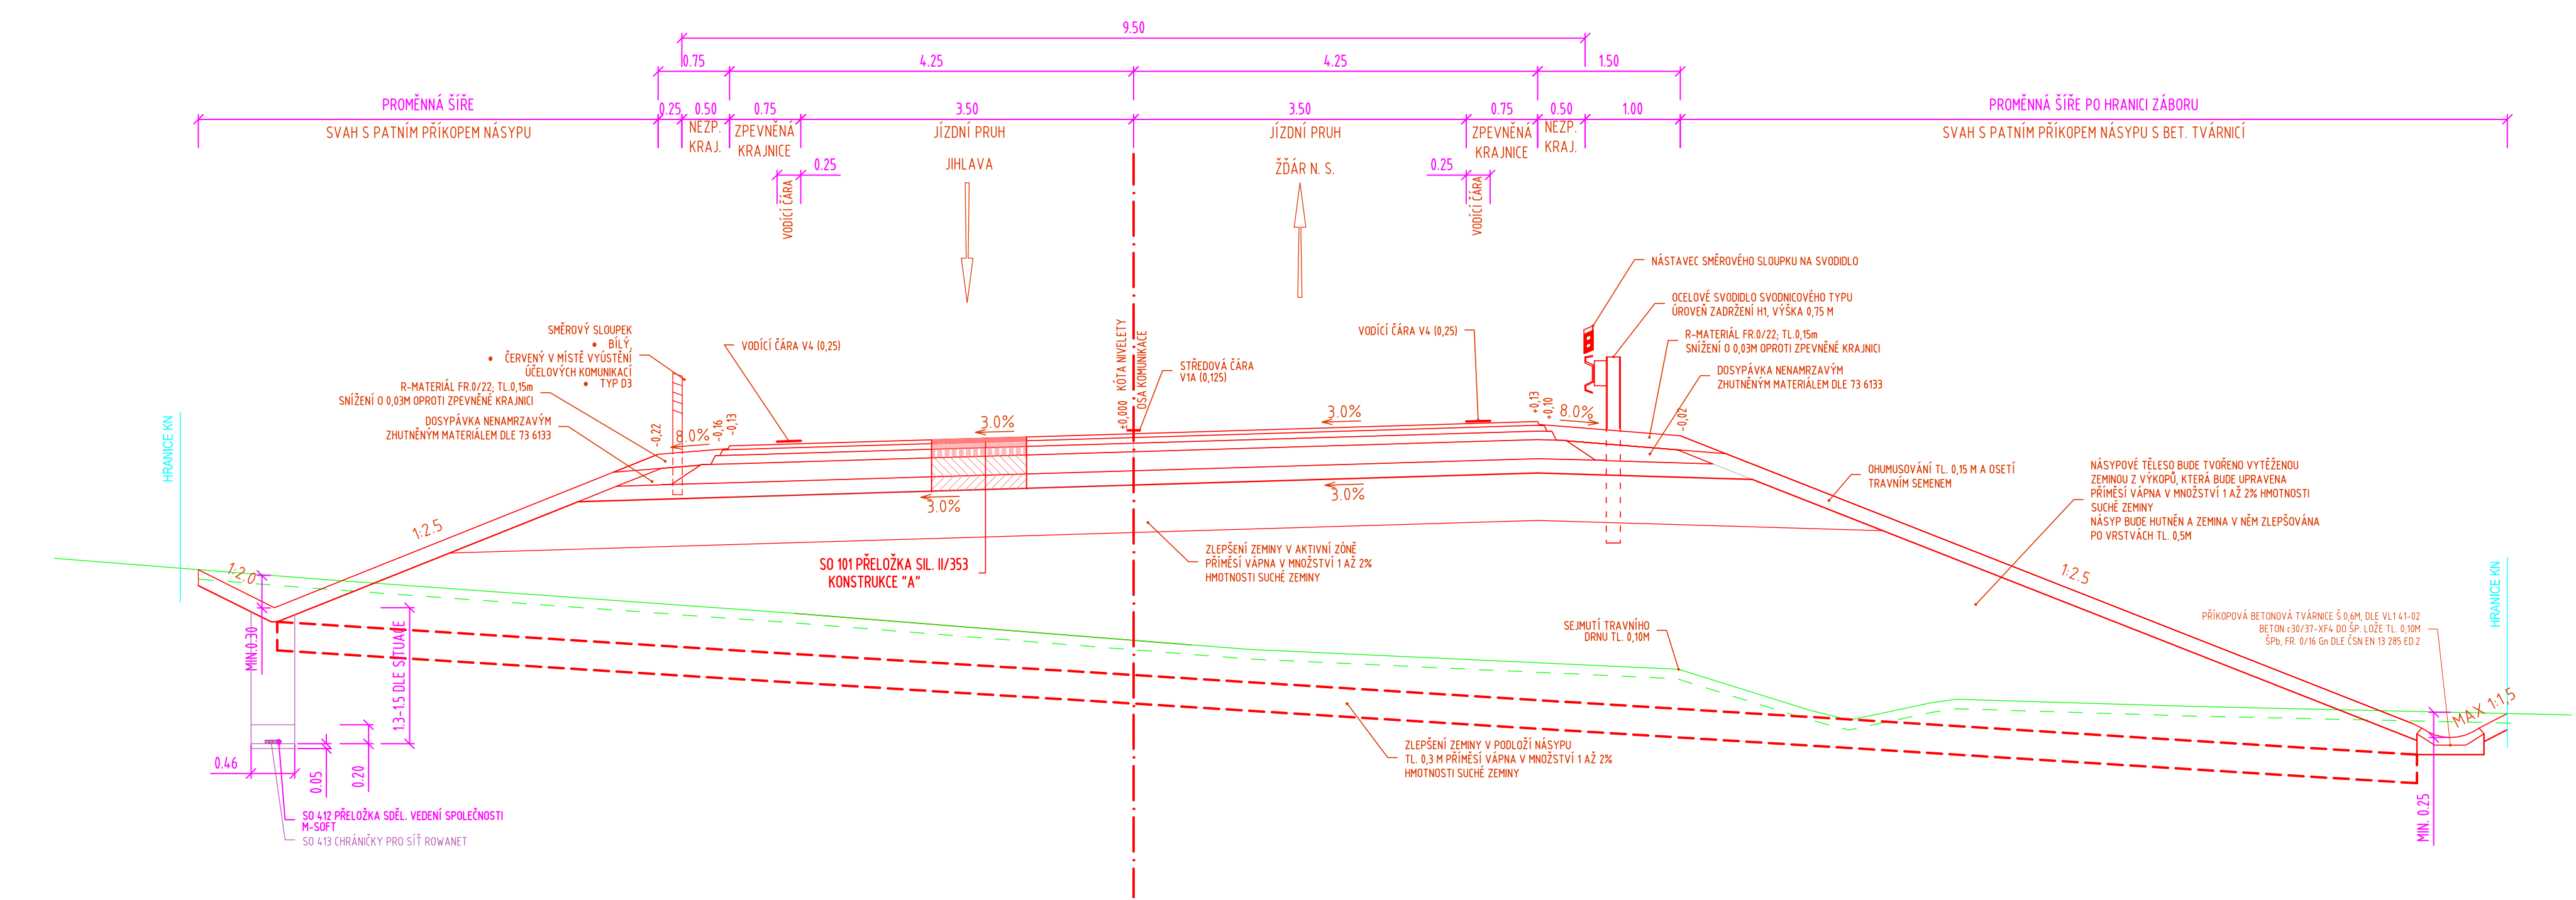 9.50
0.75
4.25
4.25
1.50
PROMĚNNÁ ŠÍŘE
0.25
0.50
0.75
3.50
3.50
0.75
0.50
1.00
PROMĚNNÁ ŠÍŘE PO HRANICI ZÁBORU
SVAH S PATNÍM PŘÍKOPEM NÁSYPU
NEZP.
KRAJ.
ZPEVNĚNÁ
KRAJNICE
JÍZDNÍ PRUH
JÍZDNÍ PRUH
ZPEVNĚNÁ
KRAJNICE
NEZP.
KRAJ.
SVAH S PATNÍM PŘÍKOPEM NÁSYPU S BET. TVÁRNICÍ
JIHLAVA
ŽĎÁR N. S.
0.25
0.25
VODÍCÍ ČÁRA
VODÍCÍ ČÁRA
NÁSTAVEC SMĚROVÉHO SLOUPKU NA SVODIDLO
OCELOVÉ SVODIDLO SVODNICOVÉHO TYPU
ÚROVEŇ ZADRŽENÍ H1, VÝŠKA 0,75 M
SMĚROVÝ SLOUPEK
• BÍLÝ,
• ČERVENÝ V MÍSTĚ VYÚSTĚNÍ
ÚČELOVÝCH KOMUNIKACÍ
• TYP D3
VODÍCÍ ČÁRA V4 (0,25)
VODÍCÍ ČÁRA V4 (0,25)
±0,000 KÓTA NIVELETY
OSA KOMUNIKACE
STŘEDOVÁ ČÁRA
V1A (0,125)
R-MATERIÁL FR.0/22; TL.0,15m
SNÍŽENÍ O 0,03M OPROTI ZPEVNĚNÉ KRAJNICI
DOSYPÁVKA NENAMRZAVÝM
ZHUTNĚNÝM MATERIÁLEM DLE 73 6133
R-MATERIÁL FR.0/22; TL.0,15m
SNÍŽENÍ O 0,03M OPROTI ZPEVNĚNÉ KRAJNICI
DOSYPÁVKA NENAMRZAVÝM
ZHUTNĚNÝM MATERIÁLEM DLE 73 6133
-0,22
8.0%
-0,16
-0,13
3.0%
3.0%
+0,13
+0,10
8.0%
-0,02
3.0%
3.0%
HRANICE KN
1:2.5
1:2.0
OHUMUSOVÁNÍ TL. 0,15 M A OSETÍ
TRAVNÍM SEMENEM
NÁSYPOVÉ TĚLESO BUDE TVOŘENO VYTĚŽENOU
ZEMINOU Z VÝKOPŮ, KTERÁ BUDE UPRAVENA
PŘÍMĚSÍ VÁPNA V MNOŽSTVÍ 1 AŽ 2% HMOTNOSTI
SUCHÉ ZEMINY
NÁSYP BUDE HUTNĚN A ZEMINA V NĚM ZLEPŠOVÁNA
PO VRSTVÁCH TL. 0,5M
SO 101 PŘELOŽKA SIL. II/353
KONSTRUKCE "A"
ZLEPŠENÍ ZEMINY V AKTIVNÍ ZÓNĚ
PŘÍMĚSÍ VÁPNA V MNOŽSTVÍ 1 AŽ 2%
HMOTNOSTI SUCHÉ ZEMINY
1:2.5
HRANICE KN
SEJMUTÍ TRAVNÍHO
DRNU TL. 0,10M
PŘÍKOPOVÁ BETONOVÁ TVÁRNICE Š.0,6M, DLE VL1 41-02
BETON c30/37-XF4 DO ŠP. LOŽE TL. 0,10M
ŠPb, FR. 0/16 Gn DLE ČSN EN 13 285 ED.2
MIN.0.30
1.3-1.5 DLE SITUACE
MAX 1:1,5
ZLEPŠENÍ ZEMINY V PODLOŽÍ NÁSYPU
TL. 0,3 M PŘÍMĚSÍ VÁPNA V MNOŽSTVÍ 1 AŽ 2%
HMOTNOSTI SUCHÉ ZEMINY
0.46
0.05
0.20
MIN. 0.25
SO 412 PŘELOŽKA SDĚL. VEDENÍ SPOLEČNOSTI
M-SOFT
SO 413 CHRÁNIČKY PRO SÍŤ ROWANET